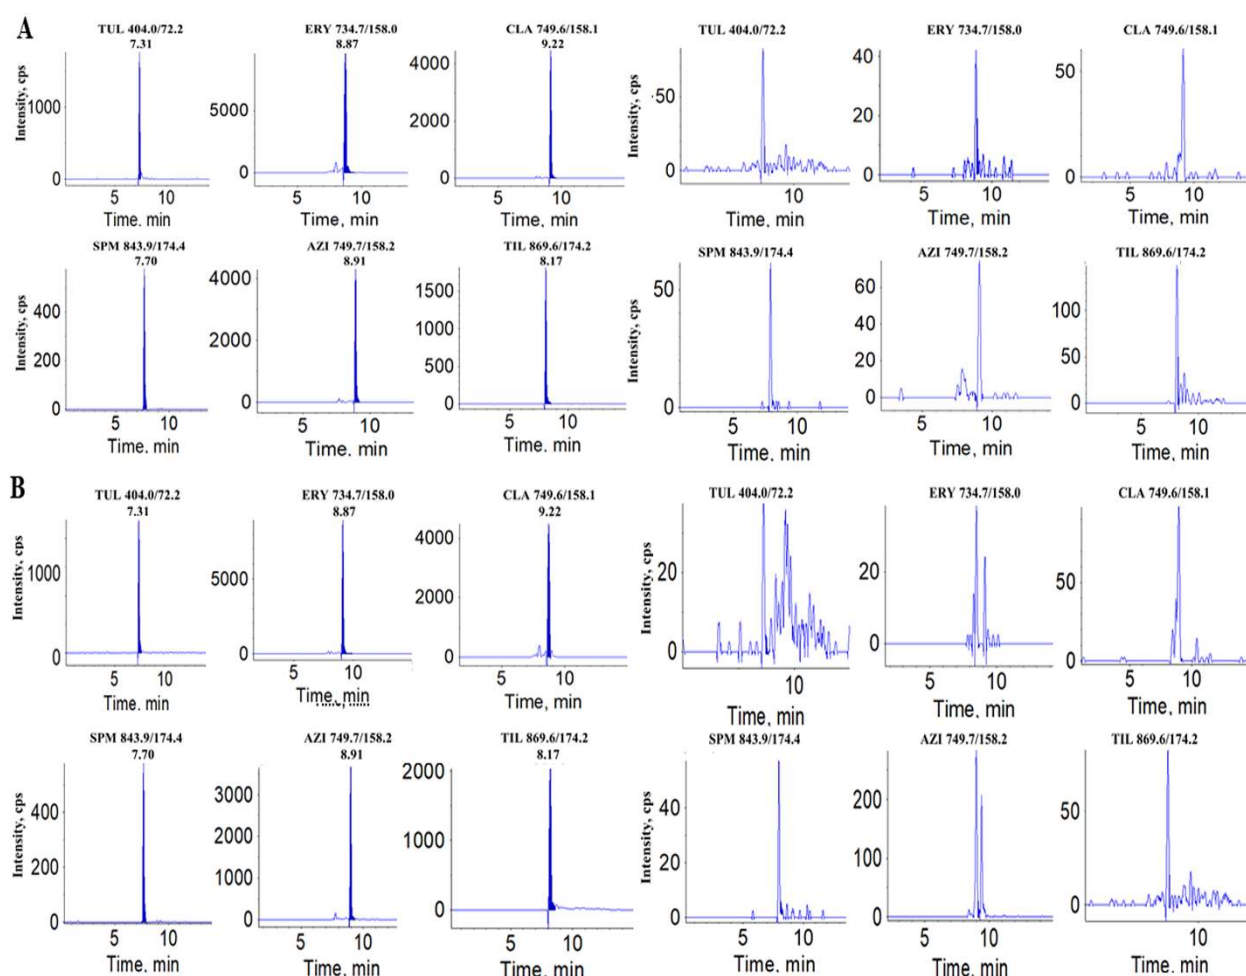 A
TUL 404.0/72.2
7.31
ERY 734.7/158.0
8.87
CLA 749.6/158.1
9.22
TUL 404.0/72.2
ERY 734.7/158.0
CLA 749.6/158.1
Intensity, cps
1000
0
5 10
Time. min
5000
0
5 10
Time, min
4000
2000
0
5 10
Time, min
Intensity, cps
50
0
10
Time, min
40
20
0
5 10
Time, min
50
0
5 10
Time, min
SPM 843.9/174.4
7.70
AZI 749.7/158.2
8.91
TIL 869.6/174.2
8.17
SPM 843.9/174.4
AZI 749.7/158.2
TIL 869.6/174.2
Intensity, cps
400
200
0
5 10
Time. min
4000
2000
0
5 10
Time. min
1500
1000
500
0
5 10
Time, min
Intensity, cps
50
0
5 10
Time. min
60
40
20
0
5 10
Time, min
100
50
0
5 10
Time, min
B
TUL 404.0/72.2
7.31
ERY 734.7/158.0
8.87
CLA 749.6/158.1
9.22
TUL 404.0/72.2
ERY 734.7/158.0
CLA 749.6/158.1
Intensity, cps
1000
0
5 10
Time. min
5000
0
5 10
Time, min
4000
2000
0
5 10
Time, min
Intensity, cps
20
0
10
Time, min
20
0
5 10
Time, min
50
0
5 10
Time, min
SPM 843.9/174.4
7.70
AZI 749.7/158.2
8.91
TIL 869.6/174.2
8.17
SPM 843.9/174.4
AZI 749.7/158.2
TIL 869.6/174.2
Intensity, cps
400
200
0
5 10
Time, min
3000
2000
1000
0
5 10
Time, min
2000
1000
0
5 10
Time, min
Intensity, cps
40
20
0
5 10
Time, min
200
100
0
5 10
Time, min
50
0
10
Time, min